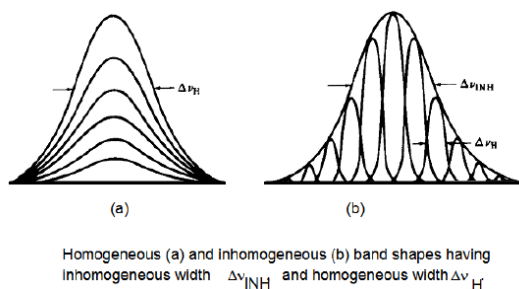 Δν_H
Δν_INH
Δν_H
(a)
(b)
Homogeneous (a) and inhomogeneous (b) band shapes having
inhomogeneous width Δν_INH and homogeneous width Δν_H.